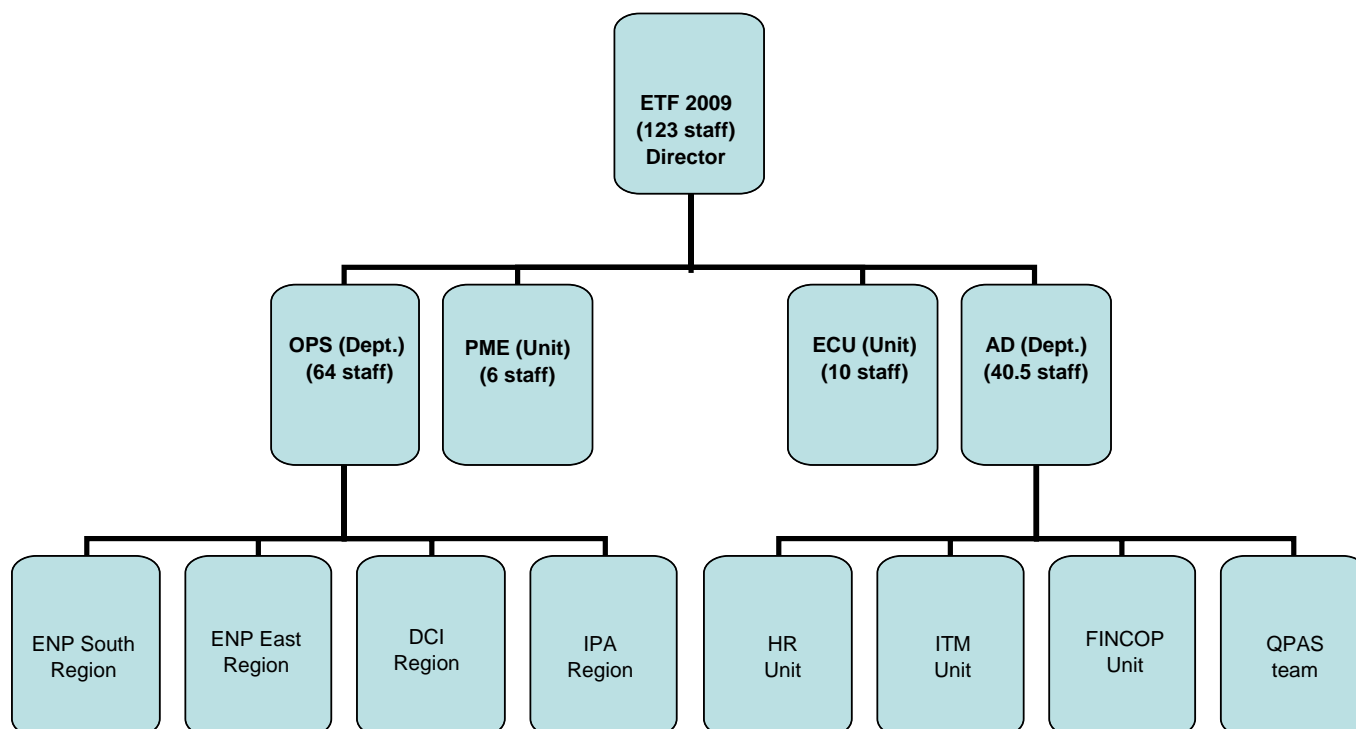 ETF 2009
(123 staff)
Director
OPS (Dept.)
(64 staff)
PME (Unit)
(6 staff)
ECU (Unit)
(10 staff)
AD (Dept.)
(40.5 staff)
ENP South
Region
ENP East
Region
DCI
Region
IPA
Region
HR
Unit
ITM
Unit
FINCOP
Unit
QPAS
team